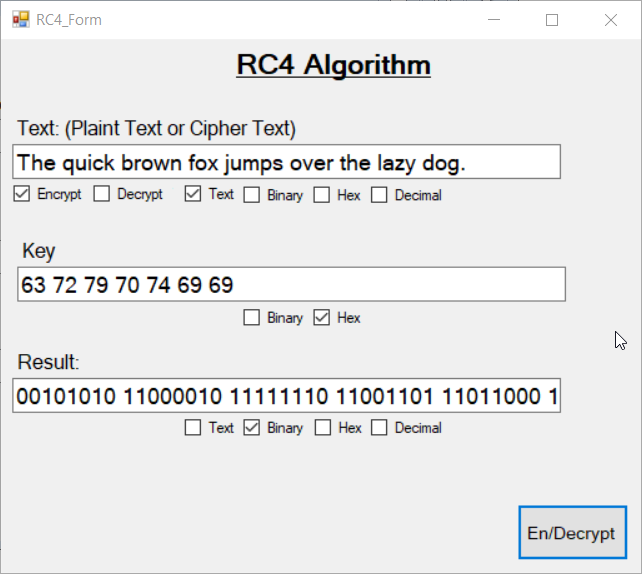 RC4_Form
RC4 Algorithm
Text: (Plaint Text or Cipher Text)
The quick brown fox jumps over the lazy dog.
Encrypt Decrypt Text Binary Hex Decimal
Key
63 72 79 70 74 69 69
Binary Hex
Result:
00101010 11000010 11111110 11001101 11011000 1
Text Binary Hex Decimal
En/Decrypt